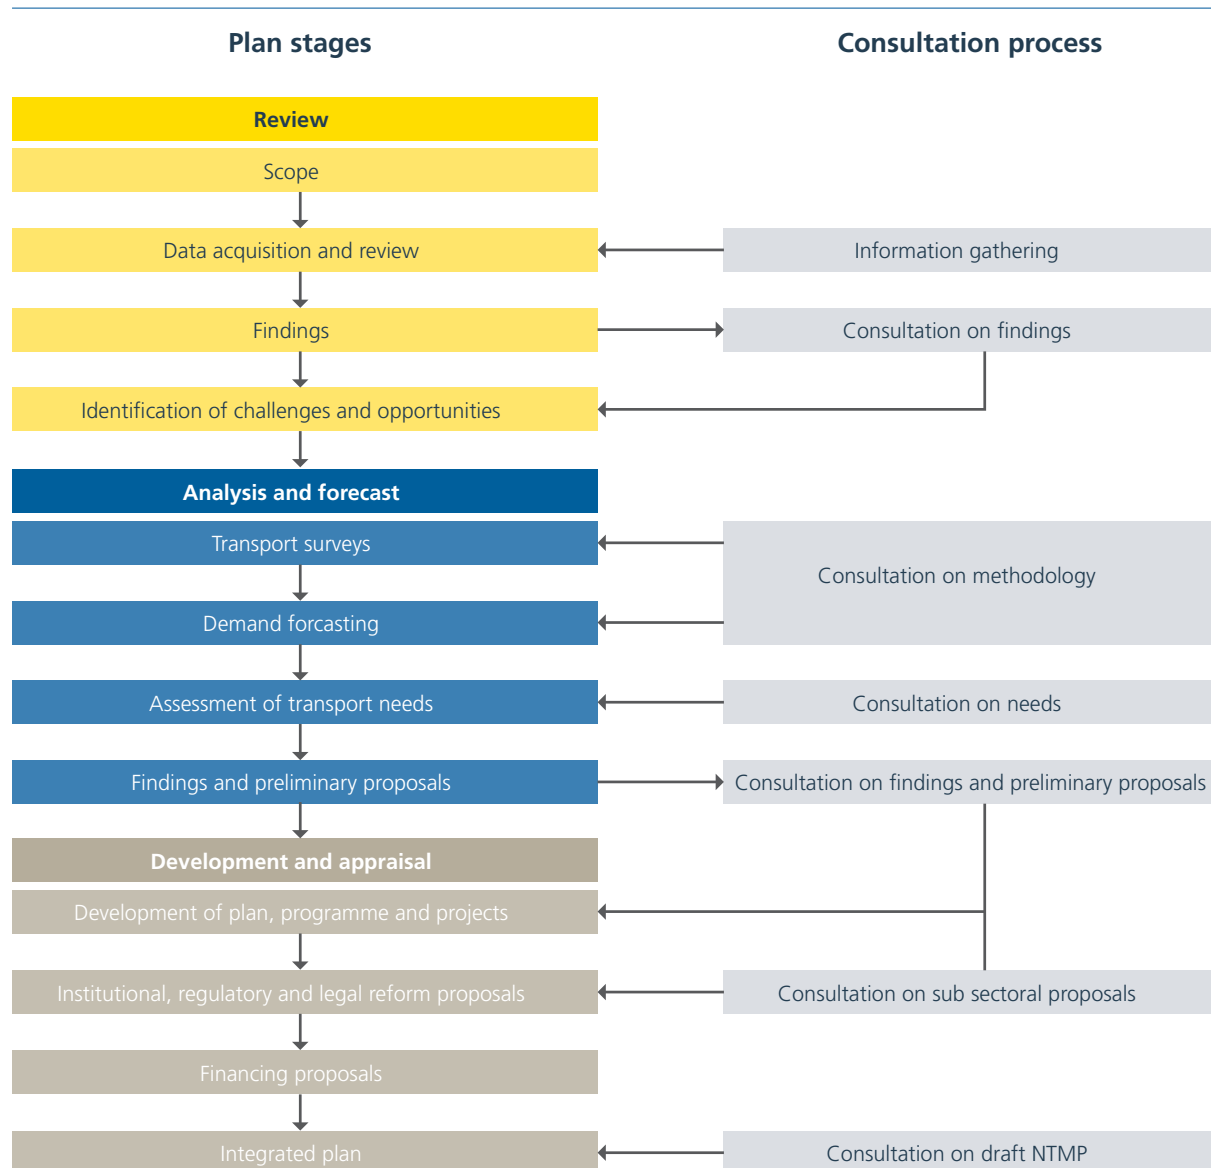 Plan stages
Consultation process
Review
Scope
Data acquisition and review
Information gathering
Findings
Consultation on findings
Identification of challenges and opportunities
Analysis and forecast
Transport surveys
Consultation on methodology
Demand forcasting
Assessment of transport needs
Consultation on needs
Findings and preliminary proposals
Consultation on findings and preliminary proposals
Development and appraisal
Development of plan, programme and projects
Institutional, regulatory and legal reform proposals
Consultation on sub sectoral proposals
Financing proposals
Integrated plan
Consultation on draft NTMP